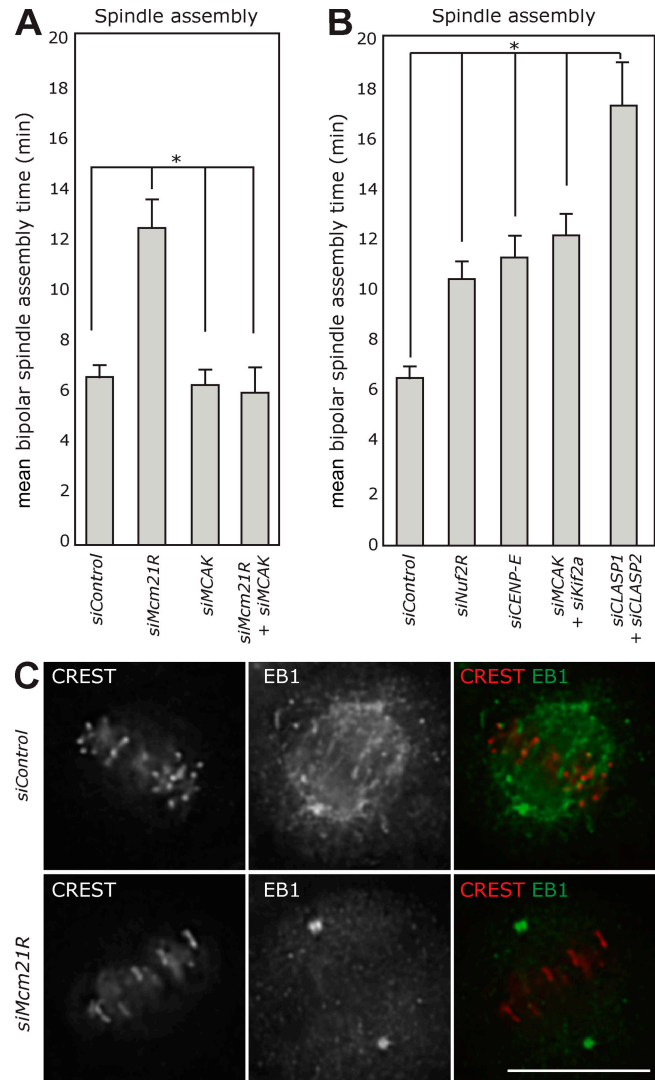 A
Spindle assembly
mean bipolar spindle assembly time (min)
20
18
16
14
12
10
8
6
4
2
0
*
siControl
siMcm21R
siMCAK
siMcm21R
+ siMCAK
B
Spindle assembly
mean bipolar spindle assembly time (min)
20
18
16
14
12
10
8
6
4
2
0
*
siControl
siNuf2R
siCENP-E
siMCAK
+ siKif2a
siCLASP1
+ siCLASP2
C
siControl
CREST
EB1
CREST EB1
siMcm21R
CREST
EB1
CREST EB1